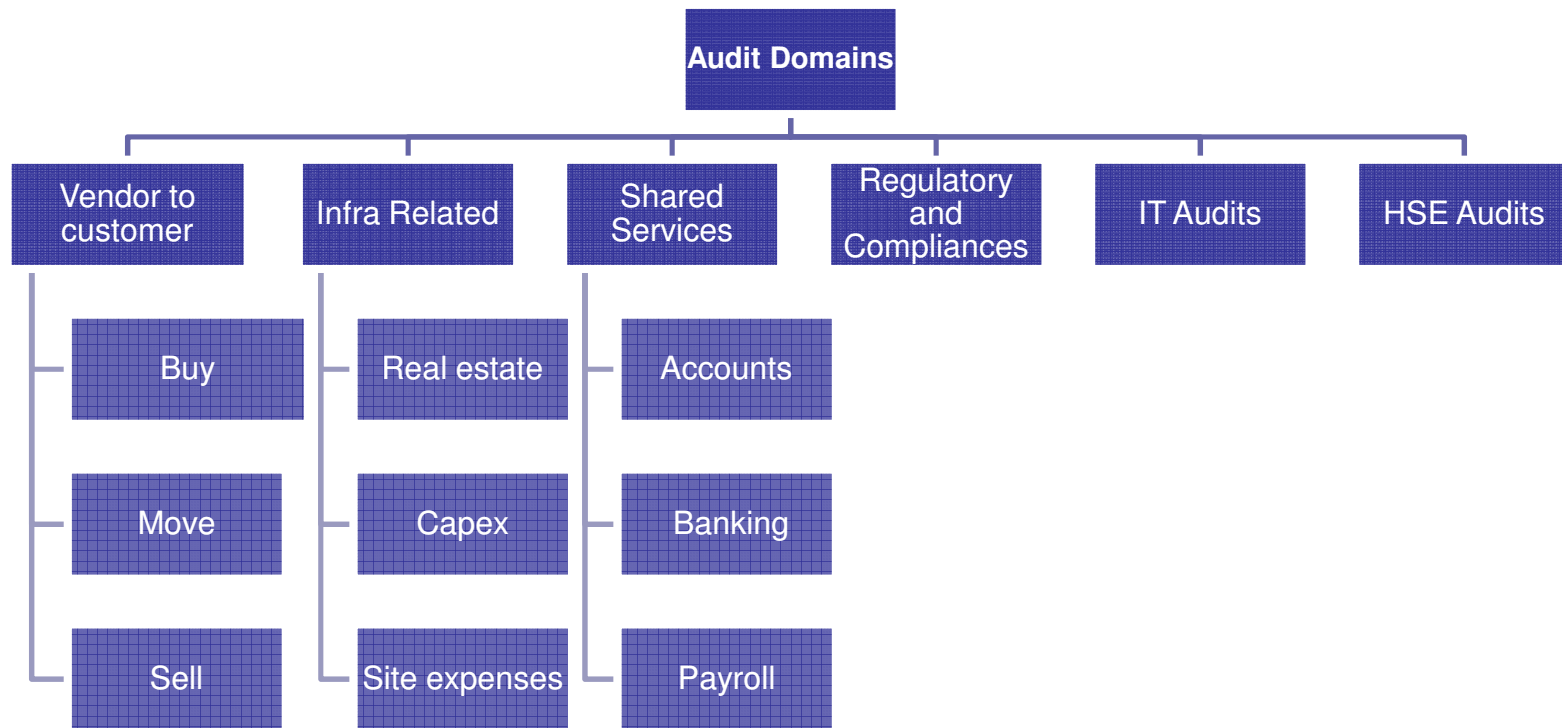 Audit Domains
Vendor to
customer
Infra Related
Shared
Services
Regulatory
and
Compliances
IT Audits
HSE Audits
Buy
Real estate
Accounts
Move
Capex
Banking
Sell
Site expenses
Payroll